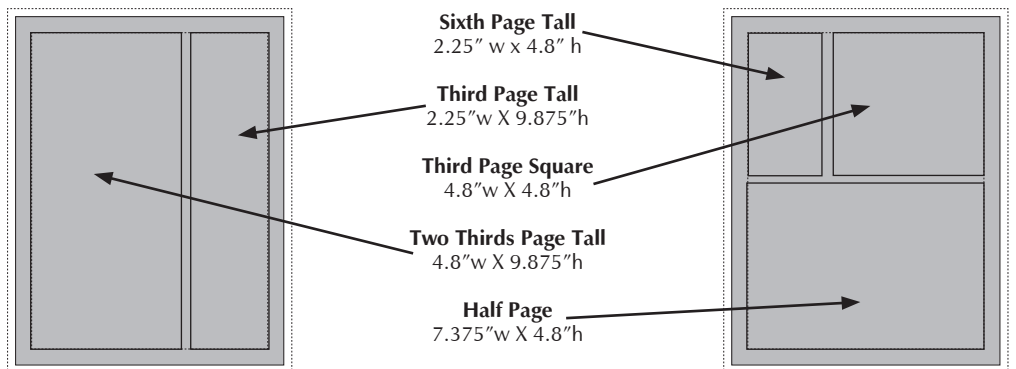 Sixth Page Tall
2.25″ w x 4.8″ h
Third Page Tall
2.25″w X 9.875″h
Third Page Square
4.8″w X 4.8″h
Two Thirds Page Tall
4.8″w X 9.875″h
Half Page
7.375″w X 4.8″h